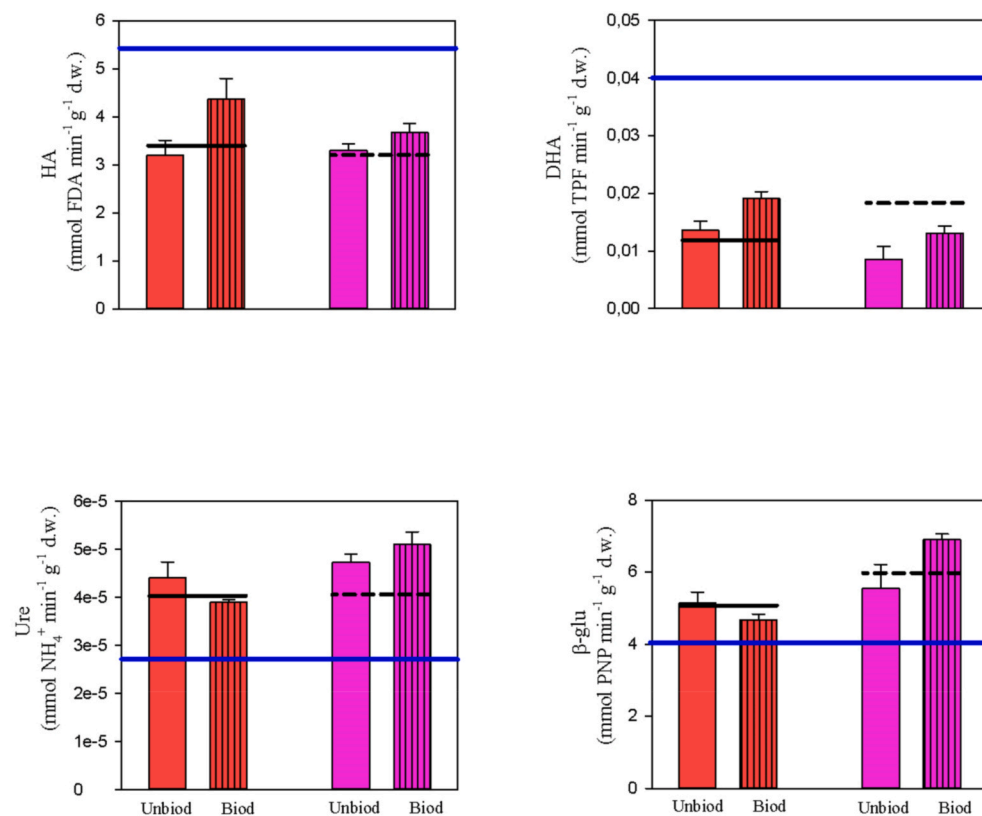 HA
(mmol FDA min⁻¹ g⁻¹ d.w.)
6
5
4
3
2
1
0
DHA
(mmol TPF min⁻¹ g⁻¹ d.w.)
0,05
0,04
0,03
0,02
0,01
0,00
Ure
(mmol NH₄⁺ min⁻¹ g⁻¹ d.w.)
6e-5
5e-5
4e-5
3e-5
2e-5
1e-5
0
Unbiod Biod Unbiod Biod
β-glu
(mmol PNP min⁻¹ g⁻¹ d.w.)
8
6
4
2
0
Unbiod Biod Unbiod Biod